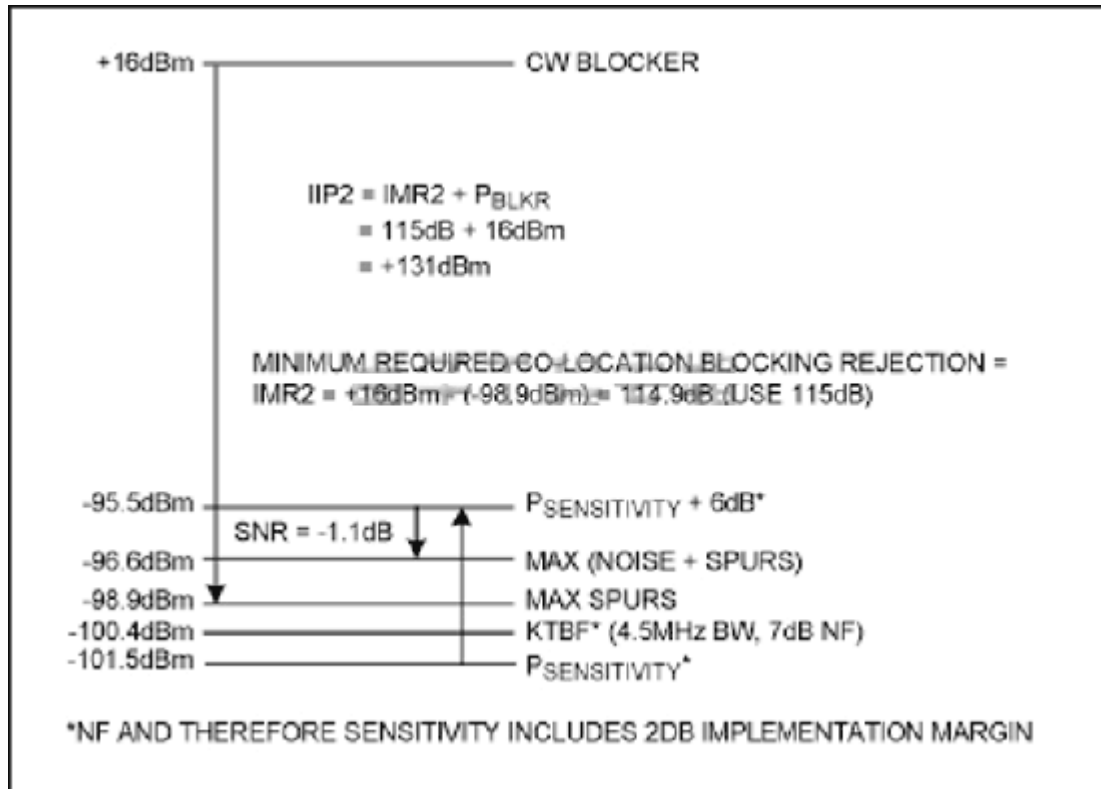 +16dBm CW BLOCKER
IIP2 = IMR2 + PBLKR
= 115dB + 16dBm
= +131dBm
MINIMUM REQUIRED CO-LOCATION BLOCKING REJECTION =
IMR2 = +16dBm - (-98.9dBm) = 114.9dB (USE 115dB)
-95.5dBm PSENSITIVITY + 6dB*
SNR = -1.1dB
-96.6dBm MAX (NOISE + SPURS)
-98.9dBm MAX SPURS
-100.4dBm KTBF* (4.5MHz BW, 7dB NF)
-101.5dBm PSENSITIVITY*
*NF AND THEREFORE SENSITIVITY INCLUDES 2DB IMPLEMENTATION MARGIN